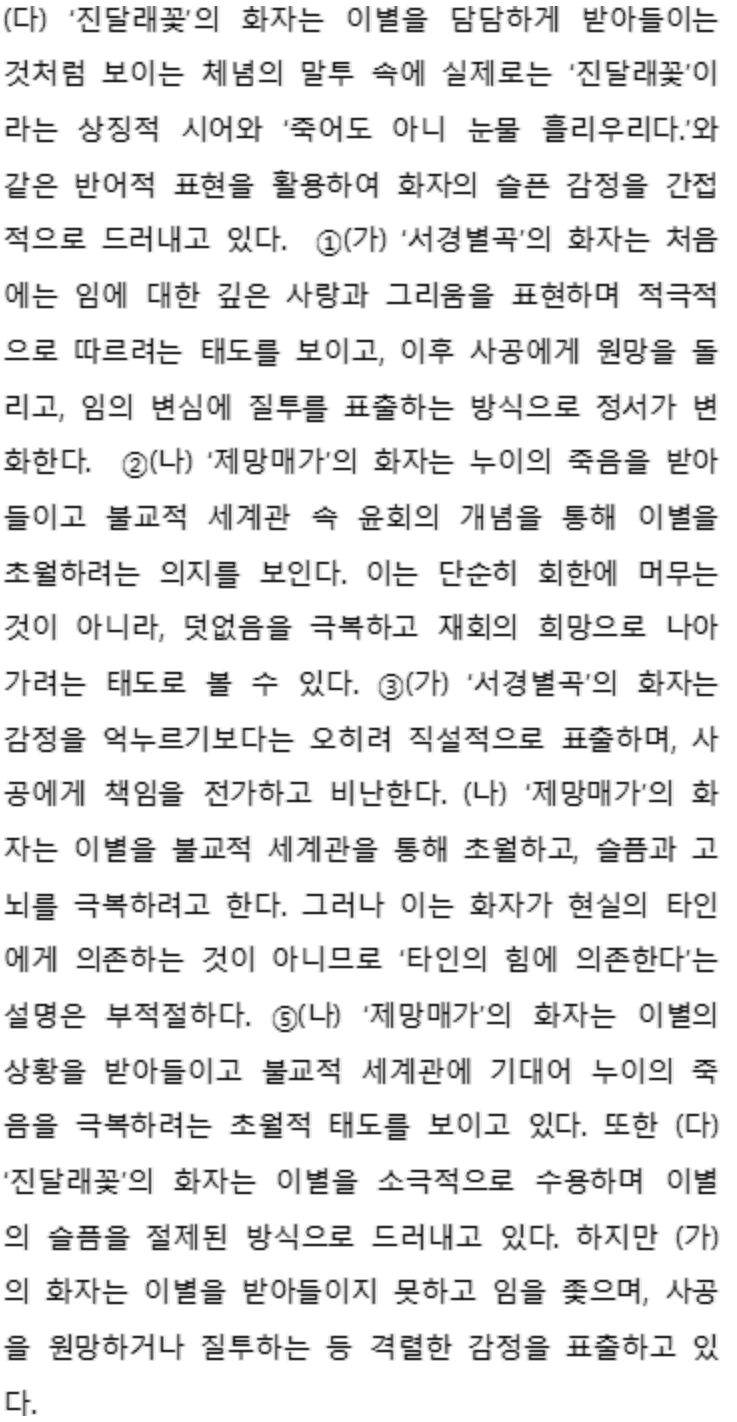 (다) ‘진달래꽃’의 화자는 이별을 담담하게 받아들이는
것처럼 보이는 체념의 말투 속에 실제로는 ‘진달래꽃’이
라는 상징적 시어와 ‘죽어도 아니 눈물 흘리우리다.’와
같은 반어적 표현을 활용하여 화자의 슬픈 감정을 간접
적으로 드러내고 있다. ①(가) ‘서경별곡’의 화자는 처음
에는 임에 대한 깊은 사랑과 그리움을 표현하며 적극적
으로 따르려는 태도를 보이고, 이후 사공에게 원망을 돌
리고, 임의 변심에 질투를 표출하는 방식으로 정서가 변
화한다. ②(나) ‘제망매가’의 화자는 누이의 죽음을 받아
들이고 불교적 세계관 속 윤회의 개념을 통해 이별을
초월하려는 의지를 보인다. 이는 단순히 회한에 머무는
것이 아니라, 덧없음을 극복하고 재회의 희망으로 나아
가려는 태도로 볼 수 있다. ③(가) ‘서경별곡’의 화자는
감정을 억누르기보다는 오히려 직설적으로 표출하며, 사
공에게 책임을 전가하고 비난한다. (나) ‘제망매가’의 화
자는 이별을 불교적 세계관을 통해 초월하고, 슬픔과 고
뇌를 극복하려고 한다. 그러나 이는 화자가 현실의 타인
에게 의존하는 것이 아니므로 ‘타인의 힘에 의존한다’는
설명은 부적절하다. ⑤(나) ‘제망매가’의 화자는 이별의
상황을 받아들이고 불교적 세계관에 기대어 누이의 죽
음을 극복하려는 초월적 태도를 보이고 있다. 또한 (다)
‘진달래꽃’의 화자는 이별을 소극적으로 수용하며 이별
의 슬픔을 절제된 방식으로 드러내고 있다. 하지만 (가)
의 화자는 이별을 받아들이지 못하고 임을 좇으며, 사공
을 원망하거나 질투하는 등 격렬한 감정을 표출하고 있
다.